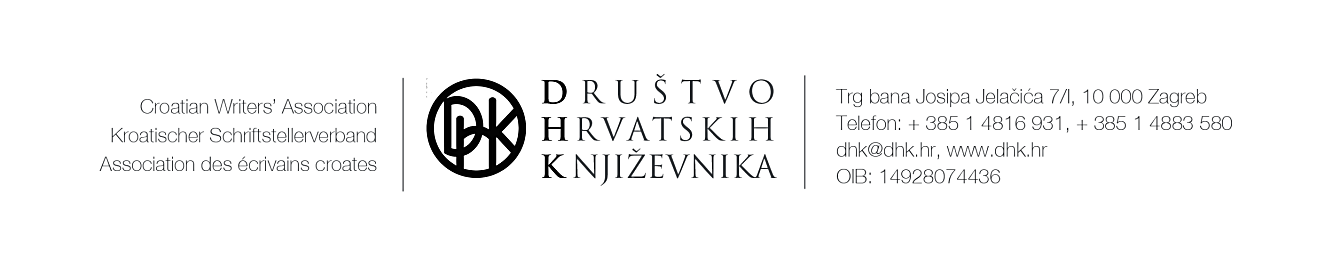 Croatian Writers' Association
Kroatischer Schriftstellerverband
Association des écrivains croates
DHK
DRUŠTVO
HRVATSKIH
KNJIŽEVNIKA
Trg bana Josipa Jelačića 7/I, 10 000 Zagreb
Telefon: + 385 1 4816 931, + 385 1 4883 580
dhk@dhk.hr, www.dhk.hr
OIB: 14928074436